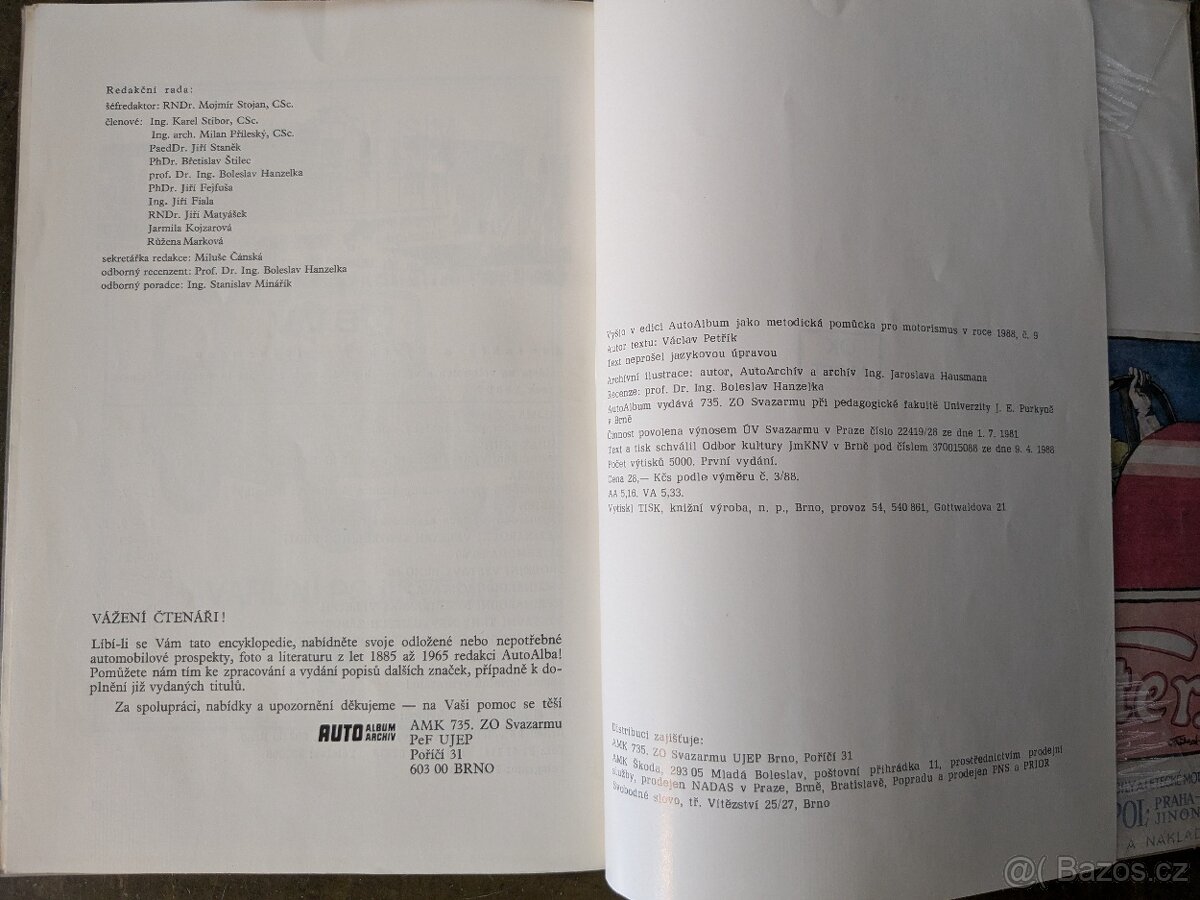 Redakční rada:
šéfredaktor: RNDr. Mojmír Stojan, CSc.
členové: Ing. Karel Stibor, CSc.
Ing. arch. Milan Příleský, CSc.
PaedDr. Jiří Staněk
PhDr. Břetislav Štilec
prof. Dr. Ing. Boleslav Hanzelka
PhDr. Jiří Fejfuša
Ing. Jiří Fiala
RNDr. Jiří Matyášek
Jarmila Kojzarová
Růžena Marková
sekretářka redakce: Miluše Čánská
odborný recenzent: Prof. Dr. Ing. Boleslav Hanzelka
odborný poradce: Ing. Stanislav Minářík
VÁŽENÍ ČTENÁŘI!
Líbí-li se Vám tato encyklopedie, nabídněte svoje odložené nebo nepotřebné
automobilové prospekty, foto a literaturu z let 1885 až 1965 redakci AutoAlba!
Pomůžete nám tím ke zpracování a vydání popisů dalších značek, případně k do-
plnění již vydaných titulů.
Za spolupráci, nabídky a upozornění děkujeme — na Vaši pomoc se těší
AUTO ALBUM ARCHIV
AMK 735. ZO Svazarmu
PeF UJEP
Poříčí 31
603 00 BRNO
Vyšlo v edici AutoAlbum jako metodická pomůcka pro motorismus v roce 1988, č. 9
Autor textu: Václav Petřík
Text neprošel jazykovou úpravou
Archivní ilustrace: autor, AutoArchív a archív Ing. Jaroslava Hausmana
Recenze: prof. Dr. Ing. Boleslav Hanzelka
AutoAlbum vydává 735. ZO Svazarmu při pedagogické fakultě Univerzity J. E. Purkyně
v Brně
Činnost povolena výnosem ÚV Svazarmu v Praze číslo 22419/28 ze dne 1. 7. 1981
Text a tisk schválil Odbor kultury JmKNV v Brně pod číslom 370015088 ze dne 9. 4. 1988
Počet výtisků 5000. První vydání.
Cena 28,— Kčs podle výměru č. 3/88.
AA 5,16. VA 5,33.
Vytiskl TISK, knižní výroba, n. p., Brno, provoz 54, 540 861, Gottwaldova 21
Distribuci zajišťuje:
AMK 735. ZO Svazarmu UJEP Brno, Poříčí 31
AMK Škoda, 293 05 Mladá Boleslav, poštovní přihrádka 11, prostřednictvím prodejní
služby, prodejen NADAS v Praze, Brně, Bratislavě, Popradu a prodejen PNS a PRIOR
Svobodné slovo, tř. Vítězství 25/27, Brno
PRAHA-
JINON
A NAKLAD
@( Bazos.cz